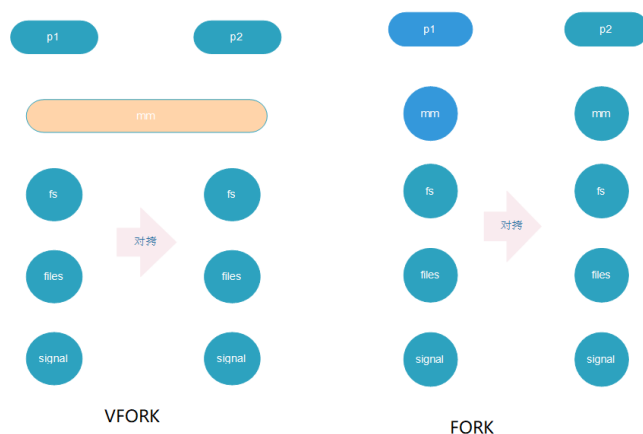 p1
p2
mm
fs
fs
对拷
files
files
signal
signal
VFORK
p1
p2
mm
mm
fs
fs
对拷
files
files
signal
signal
FORK